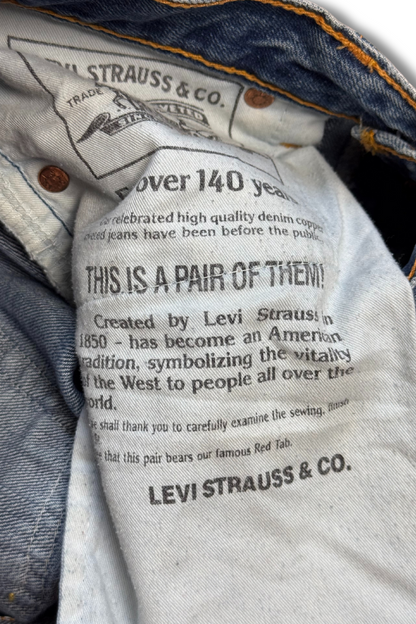 STRAUSS & CO.
TRADE
over 140
celebrated high quality denim
jeans have been before the
THIS IS A PAIR OF THEM!
Created by Levi Strauss in
1850 - has become an American
tradition, symbolizing the vitality
of the West to people all over the
world.
shall thank you to carefully examine the sewing,
that this pair bears our famous Red Tab.
LEVI STRAUSS & CO.